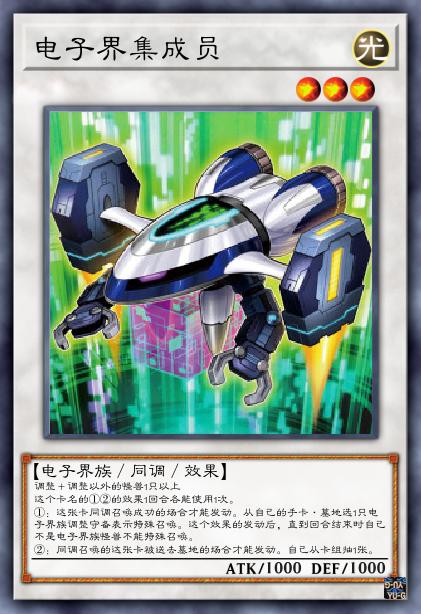 电子界集成员
光
【电子界族／同调／效果】
调整＋调整以外的怪兽1只以上
这个卡名的①②的效果1回合各能使用1次。
①：这张卡同调召唤成功的场合才能发动。从自己的手卡·墓地选1只电
子界族调整守备表示特殊召唤。这个效果的发动后，直到回合结束时自己
不是电子界族怪兽不能特殊召唤。
②：同调召唤的这张卡被送去墓地的场合才能发动。自己从卡组抽1张。
ATK/1000 DEF/1000